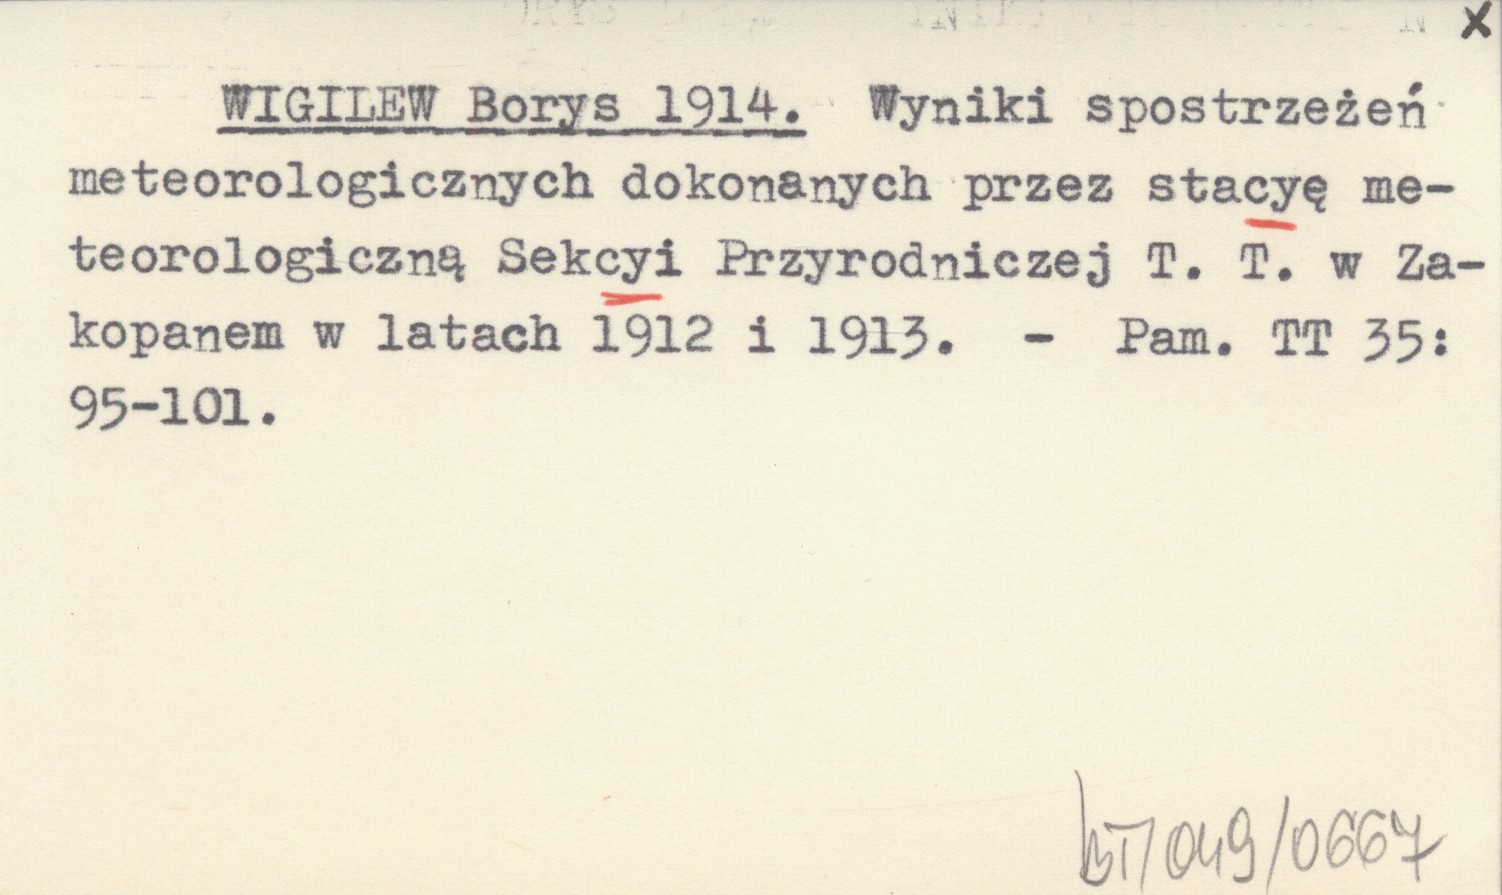 x
WIGILEW Borys 1914. Wyniki spostrzeżeń
meteorologicznych dokonanych przez stacyę me-
teorologiczną Sekcyi Przyrodniczej T. T. w Za-
kopanem w latach 1912 i 1913. - Pam. TT 35:
95-101.
049/0667